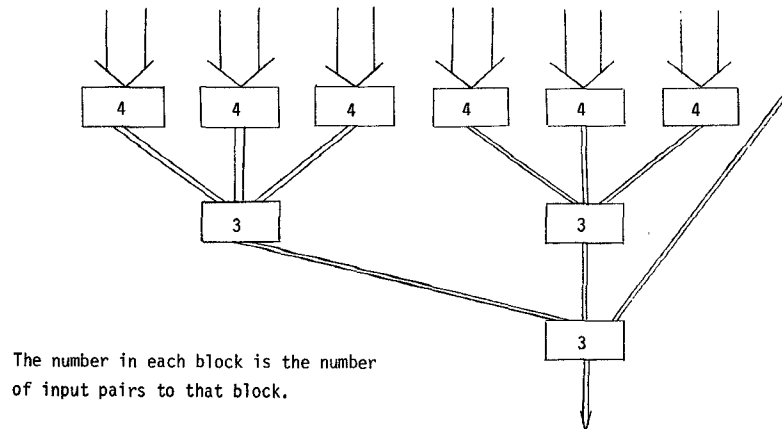 4 4 4 4 4 4
3 3
3
The number in each block is the number
of input pairs to that block.